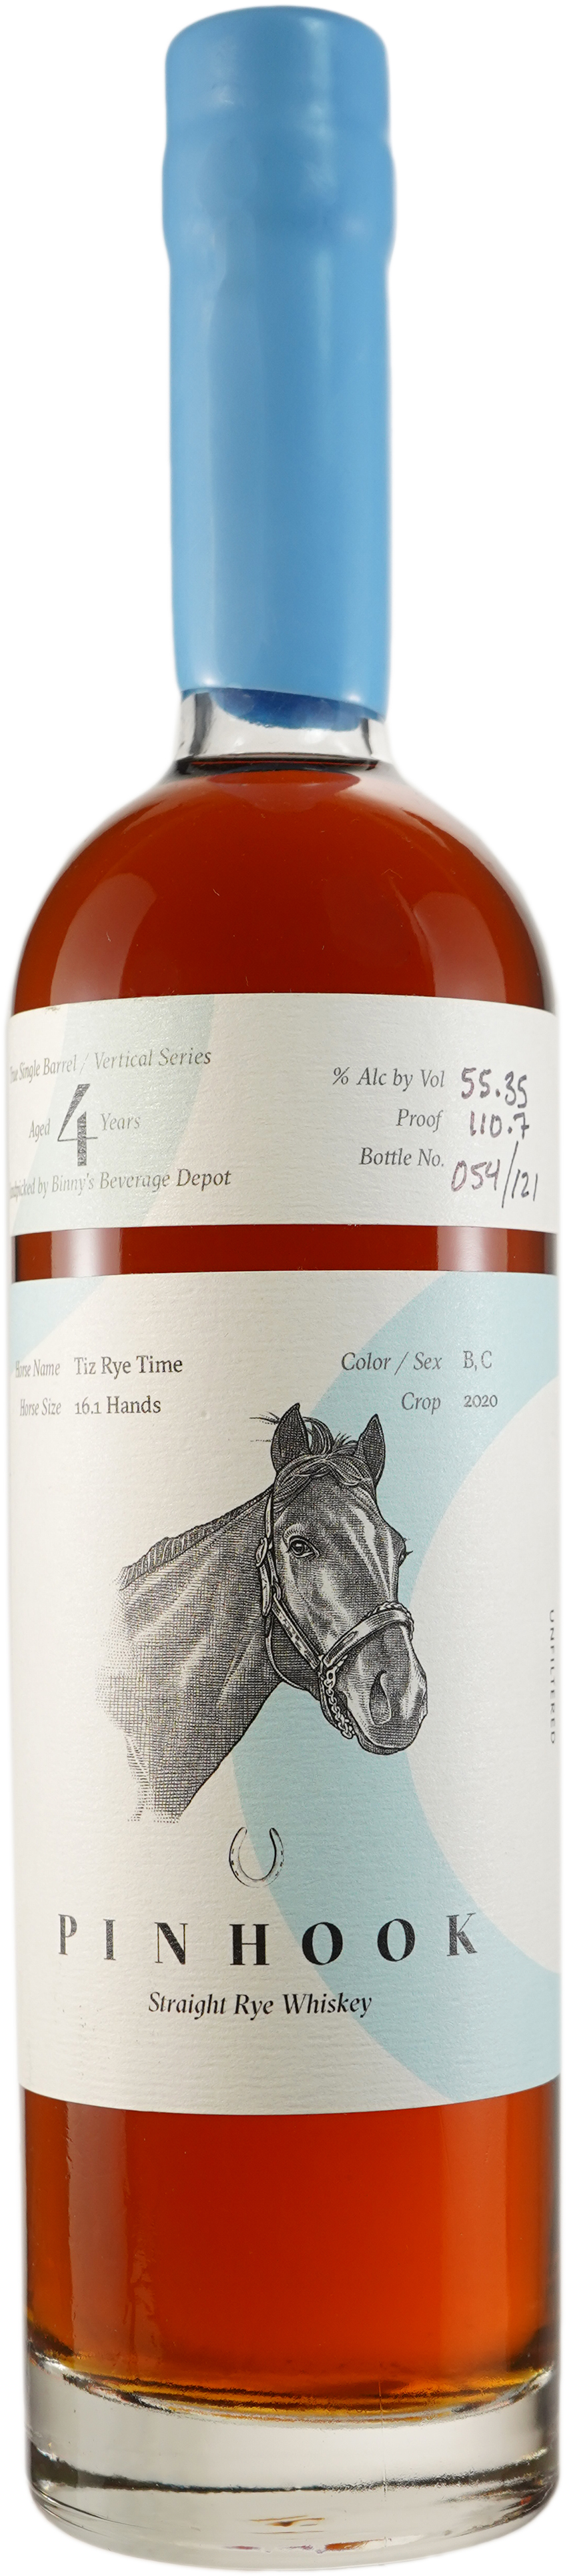 Single Barrel / Vertical Series
Aged 4 Years
by Binny's Beverage Depot
% Alc by Vol 55.35
Proof 110.7
Bottle No. 054/121
Horse Name Tiz Rye Time
Horse Size 16.1 Hands
Color / Sex B, C
Crop 2020
UNFILTERED
PINHOOK
Straight Rye Whiskey